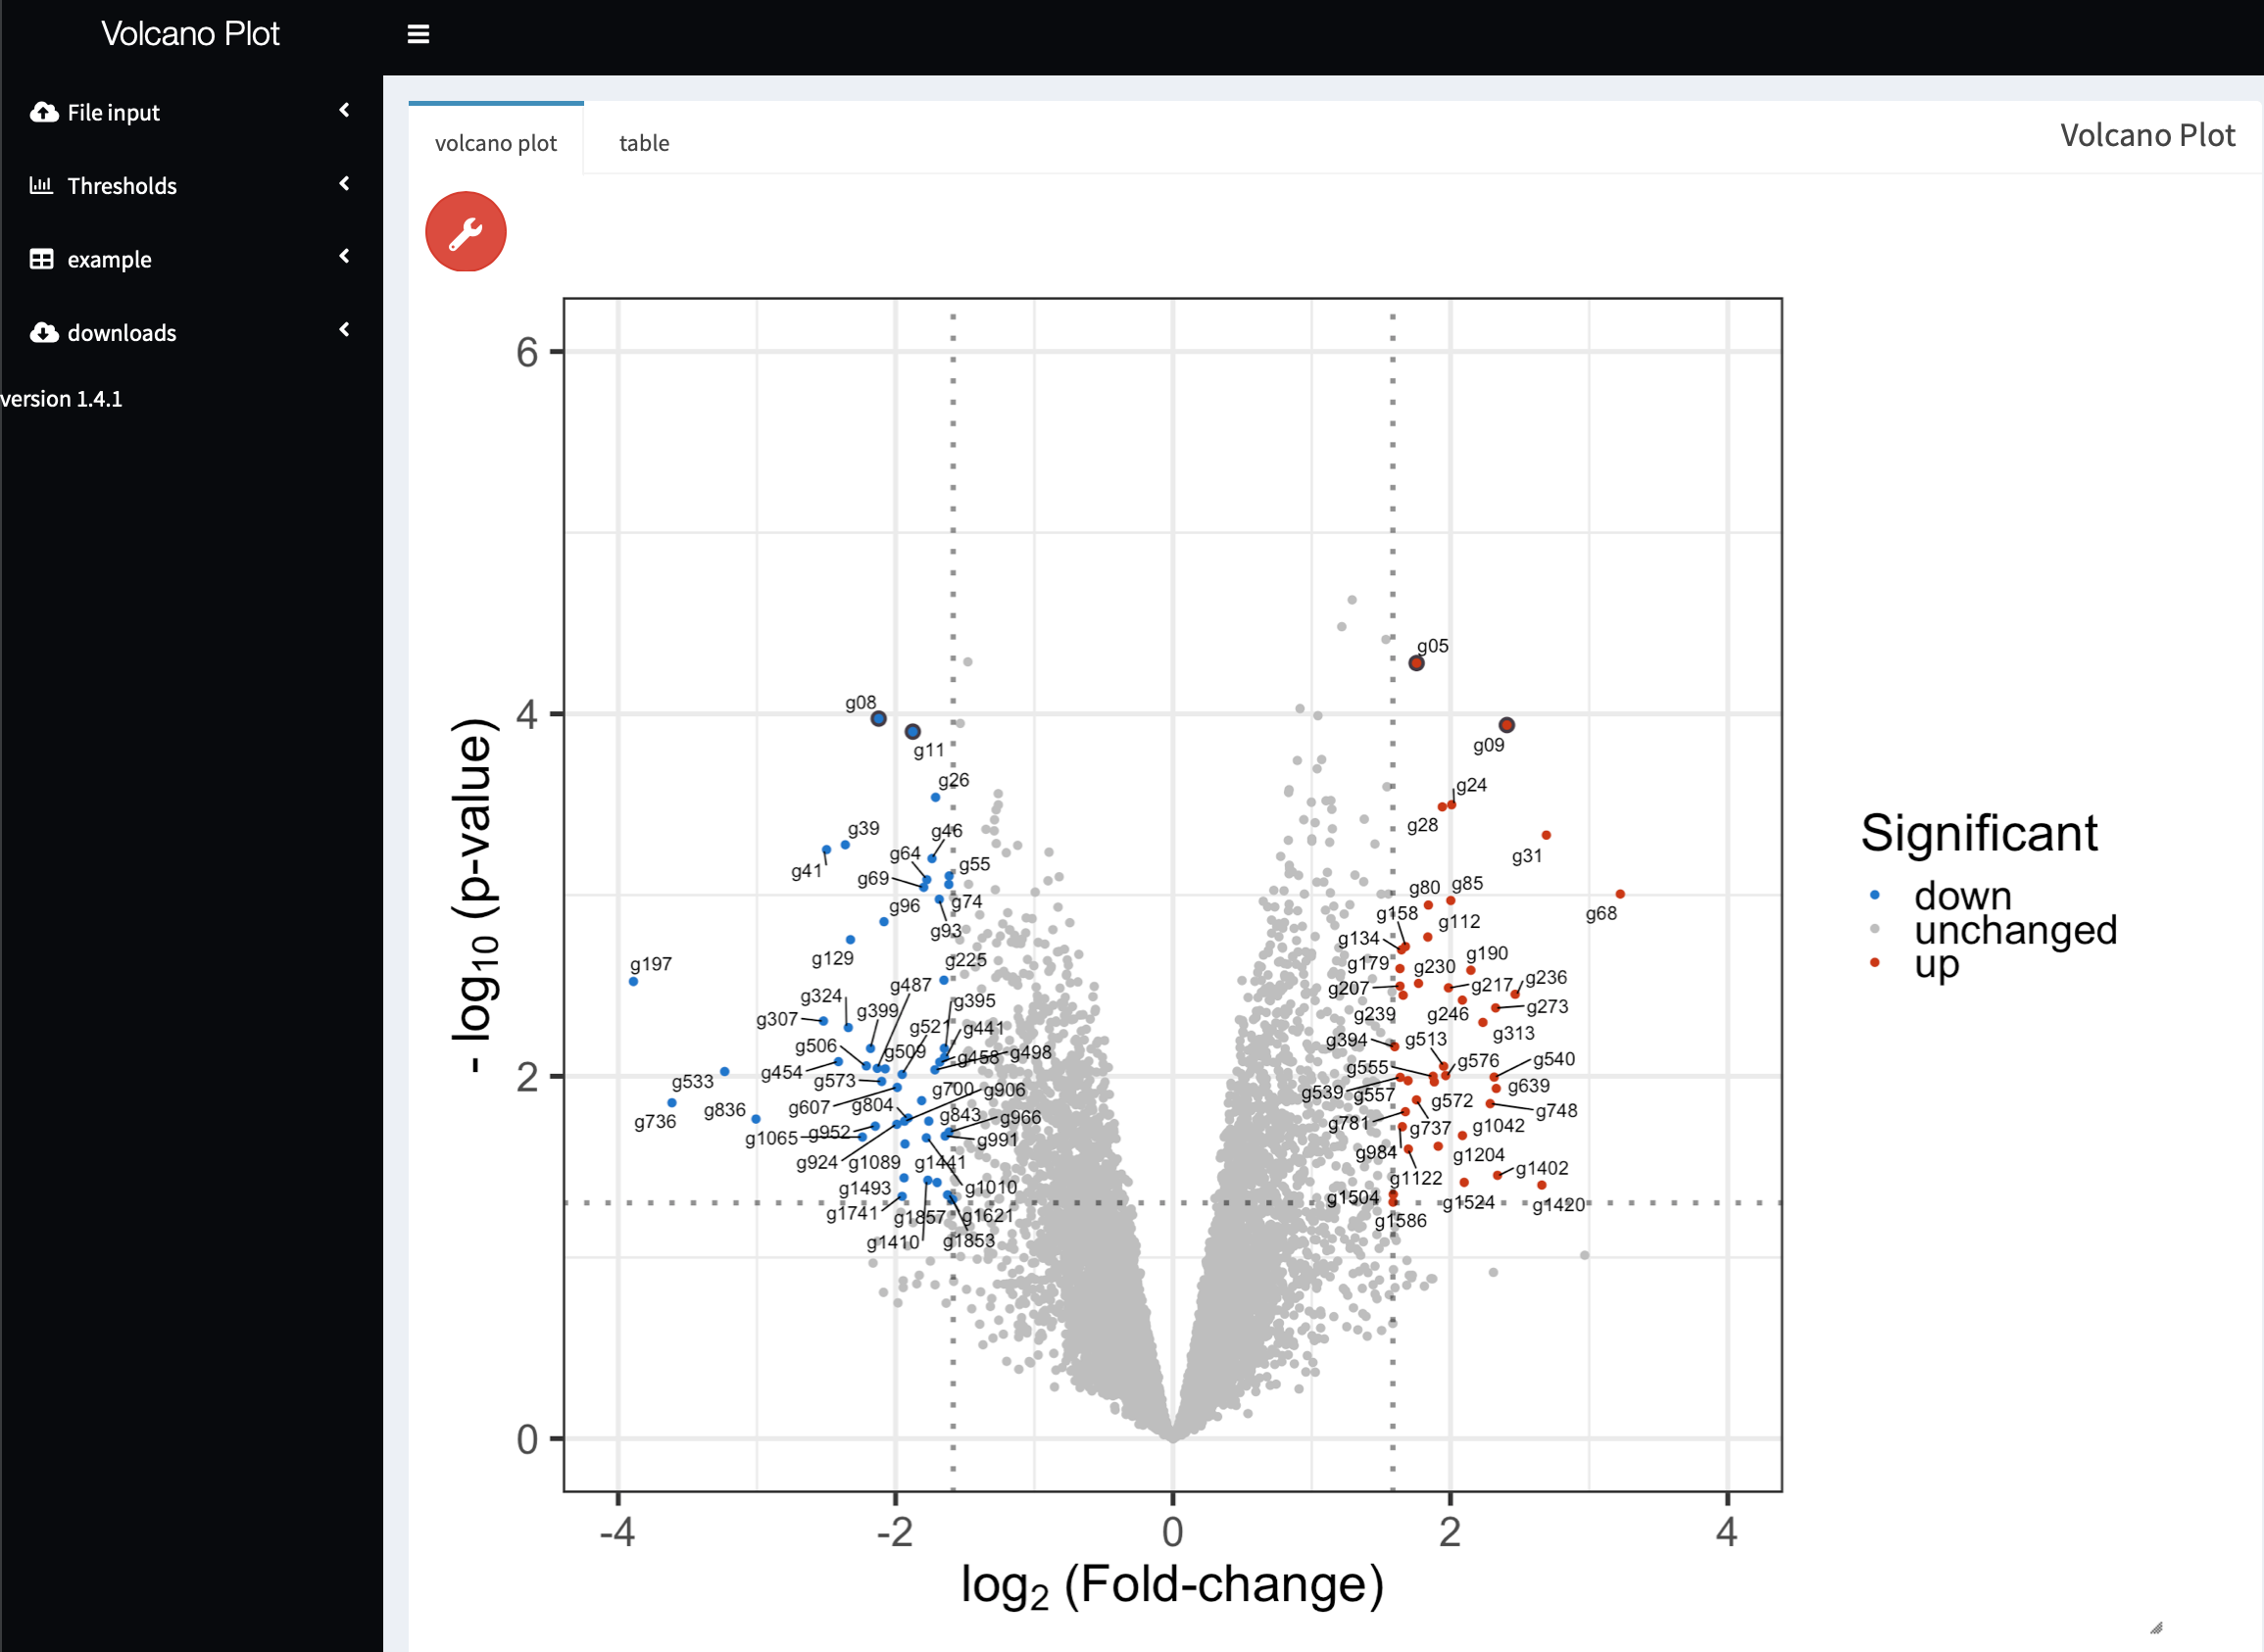 Volcano Plot
File input
Thresholds
example
downloads
version 1.4.1
volcano plot
table
Volcano Plot
6
4
2
0
- log10 (p-value)
g05
g08
g11
g09
g26
g24
g28
g39
g46
g41
g64
g55
g31
g69
g80
g85
g96
g74
g158
g68
g93
g112
g134
g129
g225
g190
g197
g179
g230
g487
g236
g324
g207
g217
g395
g399
g273
g307
g239
g246
g521
g441
g313
g506
g394
g513
g509
g458
g498
g576
g540
g454
g555
g533
g573
g639
g700
g906
g539
g557
g572
g607
g804
g748
g736
g836
g843
g966
g781
g737
g1042
g1065
g952
g991
g984
g1204
g924
g1089
g1441
g1402
g1122
g1493
g1010
g1504
g1524
g1420
g1741
g1857
g1621
g1586
g1410
g1853
-4
-2
0
2
4
log2 (Fold-change)
Significant
down
unchanged
up